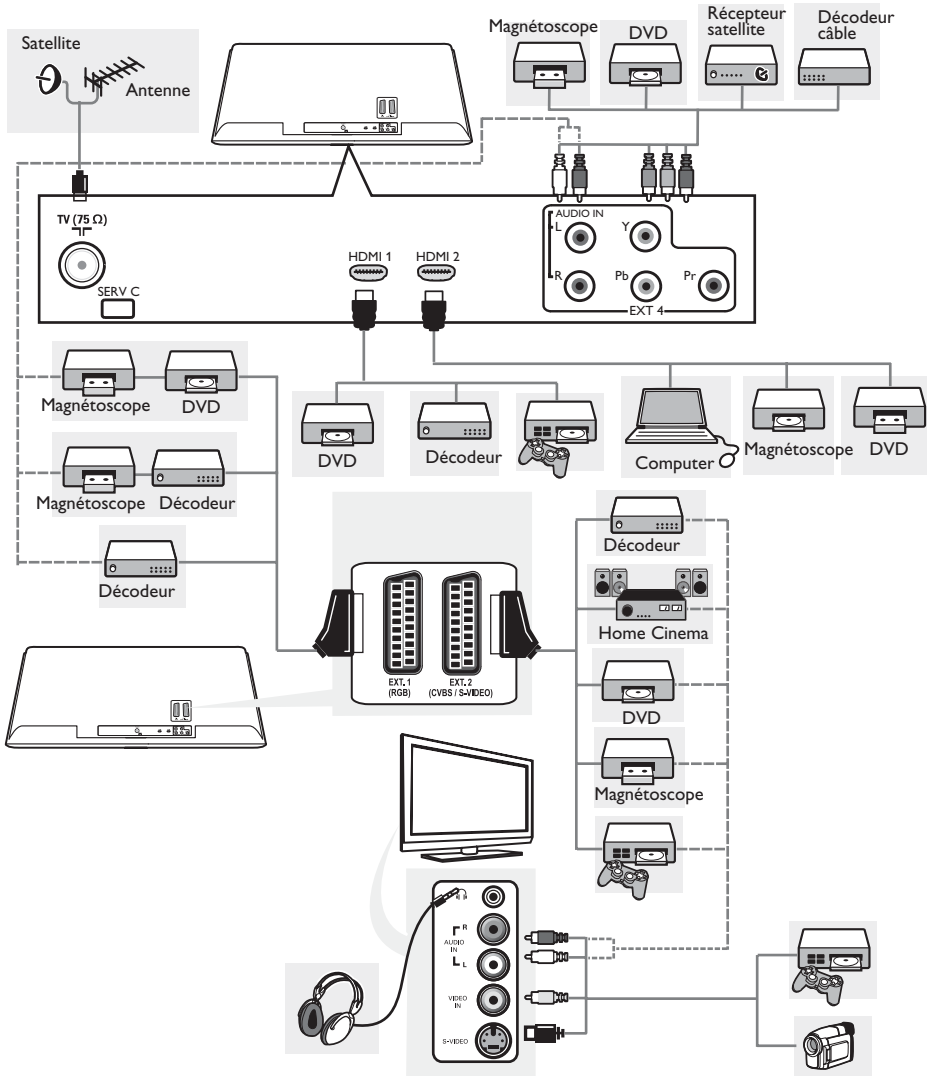 Satellite
Antenne
Magnétoscope
DVD
Récepteur
satellite
Décodeur
câble
TV (75 Ω)
SERV C
HDMI 1
HDMI 2
AUDIO IN
L
R
Y
Pb
Pr
EXT 4
Magnétoscope
DVD
Magnétoscope
Décodeur
Décodeur
DVD
Décodeur
Computer
Magnétoscope
DVD
EXT. 1
(RGB)
EXT. 2
(CVBS / S-VIDEO)
Décodeur
Home Cinema
DVD
Magnétoscope
R
AUDIO
IN
L
VIDEO
IN
S-VIDEO